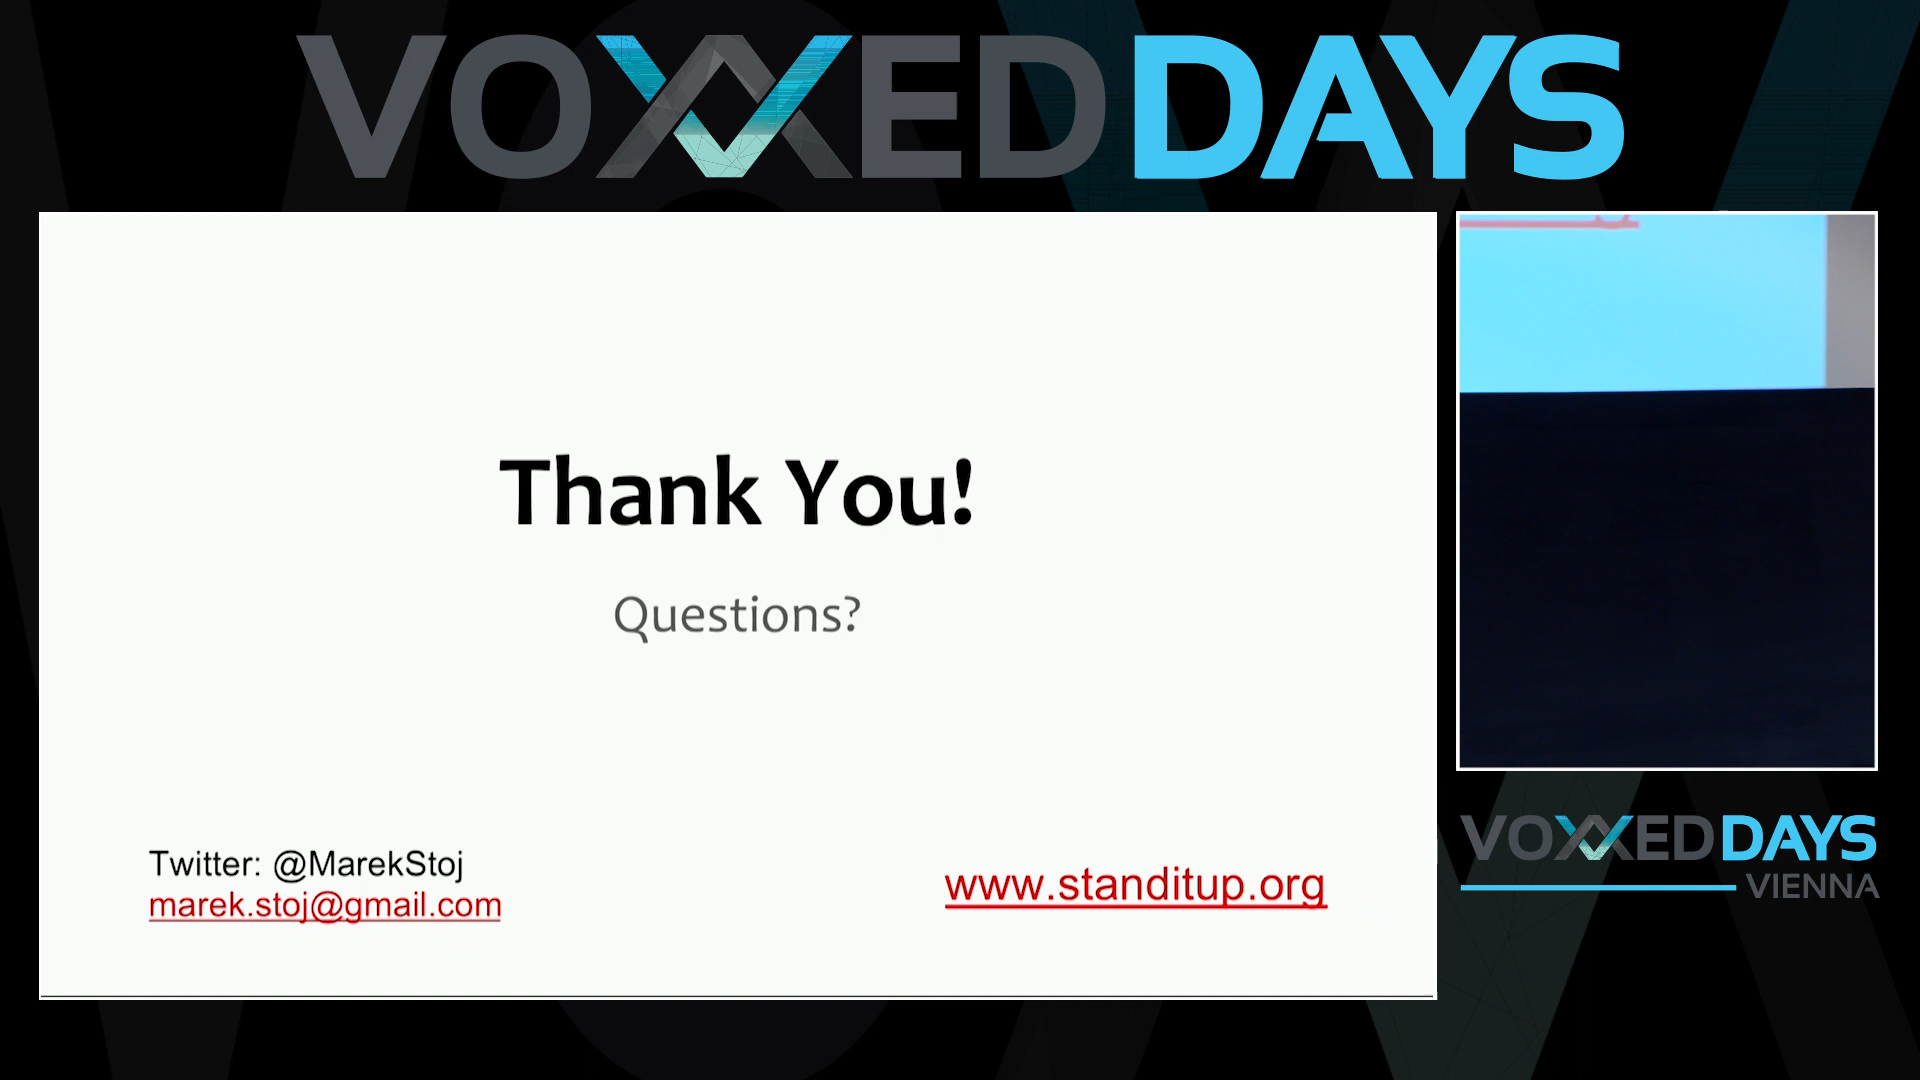 VOXXED DAYS
Thank You!
Questions?
Twitter: @MarekStoj
marek.stoj@gmail.com
www.standitup.org
VOXXED DAYS
VIENNA